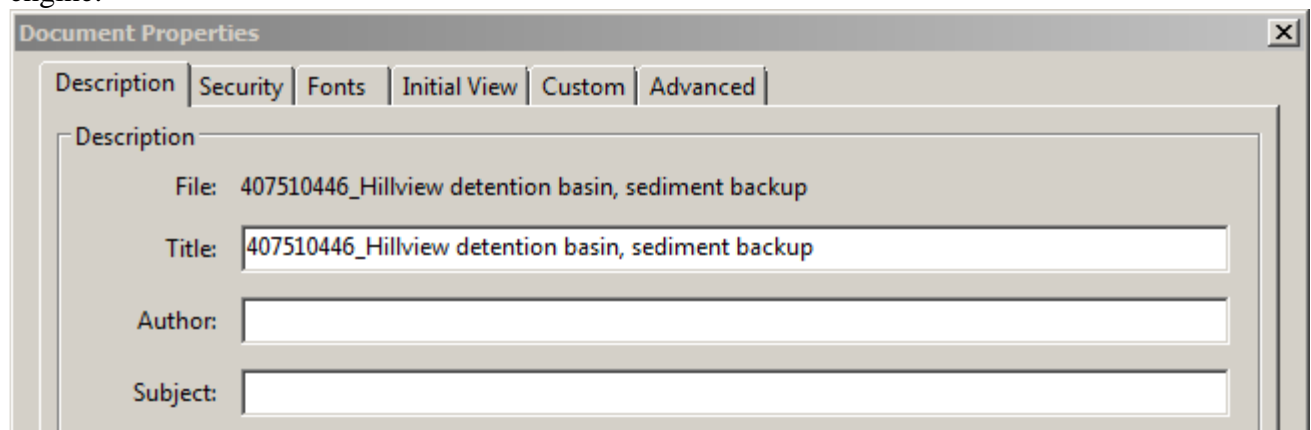 engine.
Document Properties
Description Security Fonts Initial View Custom Advanced
Description
File: 407510446_Hillview detention basin, sediment backup
Title: 407510446_Hillview detention basin, sediment backup
Author:
Subject: